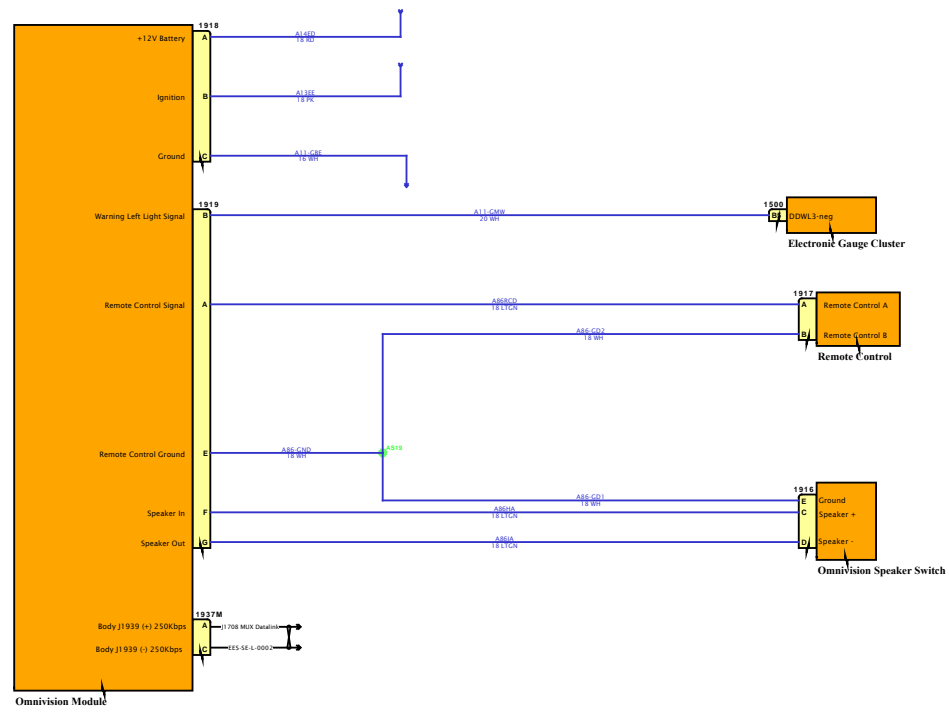 1918
+12V Battery
A
A14ED
18 RD
Ignition
B
A13EE
18 PK
Ground
C
A11-GBE
16 WH
1919
Warning Left Light Signal
B
A11-GMW
20 WH
1500
DDWL3-neg
Electronic Gauge Cluster
Remote Control Signal
A
A86RCD
18 LTGN
1917
A
Remote Control A
A86-GD2
18 WH
B
Remote Control B
Remote Control
Remote Control Ground
E
A86-GND
18 WH
A519
A86-GD1
18 WH
1916
E
Ground
Speaker In
F
A86HA
18 LTGN
C
Speaker +
Speaker Out
G
A86JA
18 LTGN
D
Speaker -
Omnivision Speaker Switch
1937M
Body J1939 (+) 250Kbps
A
J1708 MUX Datalink
Body J1939 (-) 250Kbps
C
EES-SE-L-0002
Omnivision Module